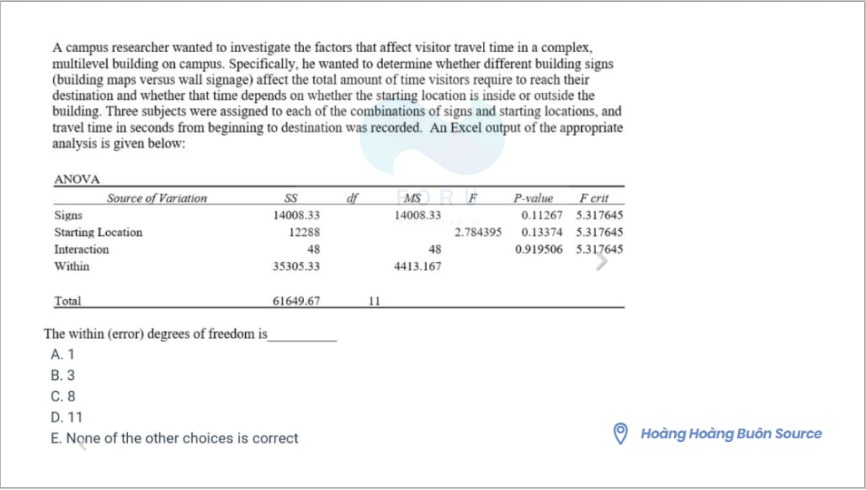 A campus researcher wanted to investigate the factors that affect visitor travel time in a complex,
multilevel building on campus. Specifically, he wanted to determine whether different building signs
(building maps versus wall signage) affect the total amount of time visitors require to reach their
destination and whether that time depends on whether the starting location is inside or outside the
building. Three subjects were assigned to each of the combinations of signs and starting locations, and
travel time in seconds from beginning to destination was recorded. An Excel output of the appropriate
analysis is given below:
ANOVA
Source of Variation SS df MS F P-value F crit
Signs 14008.33 14008.33 0.11267 5.317645
Starting Location 12288 2.784395 0.13374 5.317645
Interaction 48 48 0.919506 5.317645
Within 35305.33 4413.167
Total 61649.67 11
The within (error) degrees of freedom is__________
A. 1
B. 3
C. 8
D. 11
E. None of the other choices is correct
Hoàng Hoàng Buôn Source